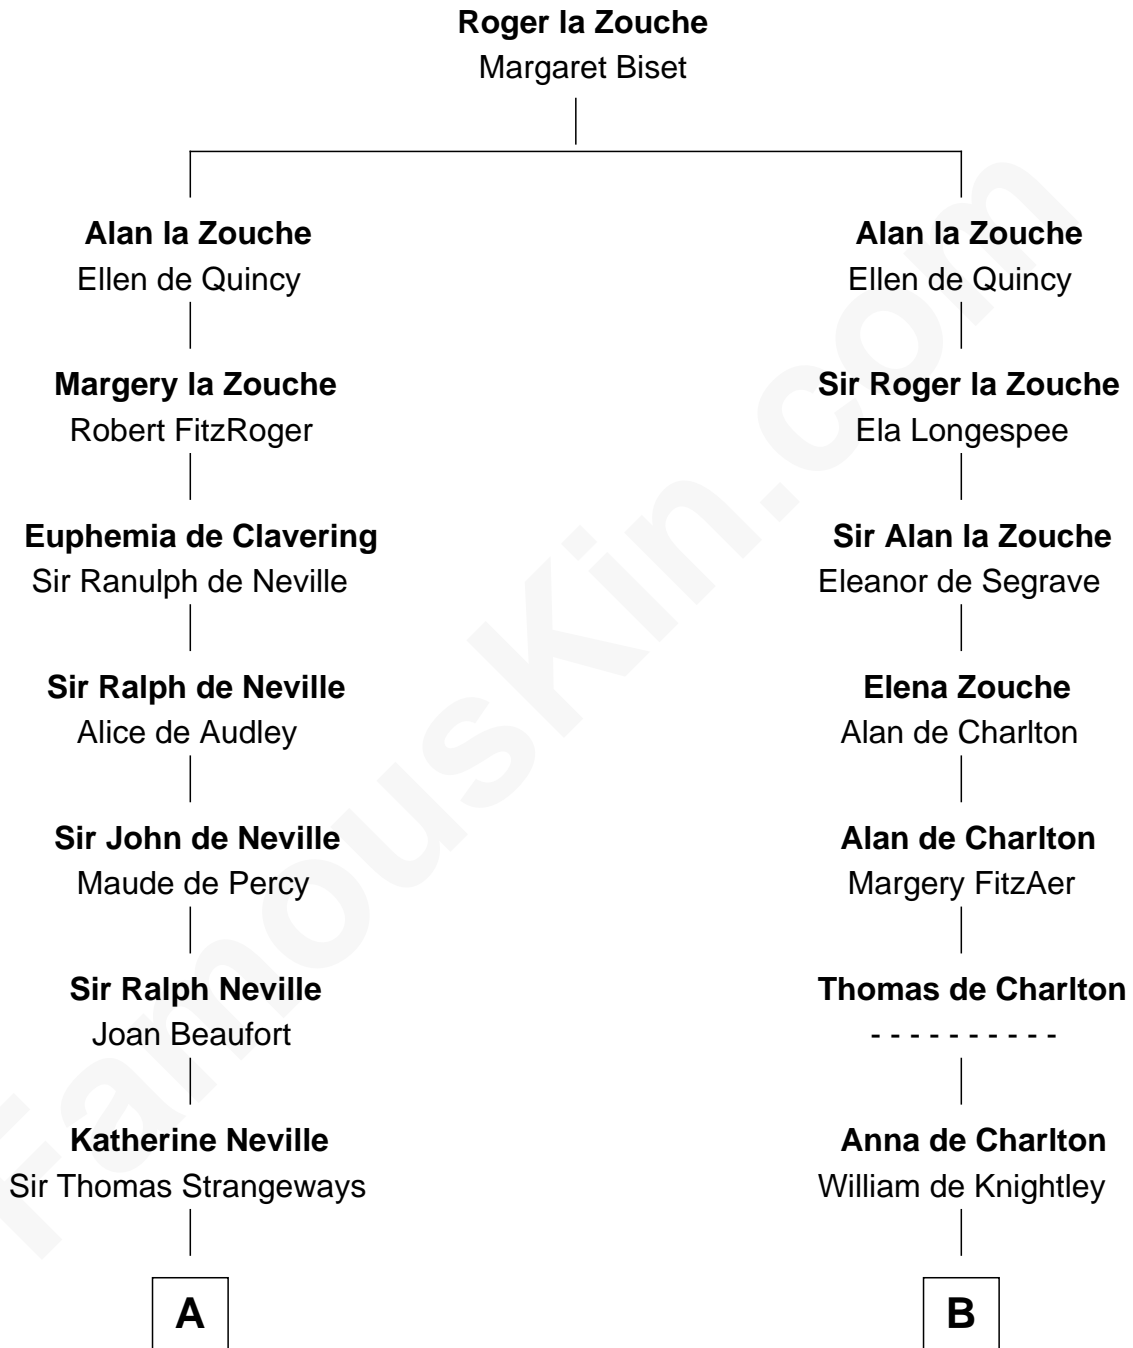 Roger la Zouche
Margaret Biset
Alan la Zouche
Ellen de Quincy
Margery la Zouche
Robert FitzRoger
Euphemia de Clavering
Sir Ranulph de Neville
Sir Ralph de Neville
Alice de Audley
Sir John de Neville
Maude de Percy
Sir Ralph Neville
Joan Beaufort
Katherine Neville
Sir Thomas Strangeways
A
Alan la Zouche
Ellen de Quincy
Sir Roger la Zouche
Ela Longespee
Sir Alan la Zouche
Eleanor de Segrave
Elena Zouche
Alan de Charlton
Alan de Charlton
Margery FitzAer
Thomas de Charlton
- - - - - - - - - -
Anna de Charlton
William de Knightley
B
FamousKin.com